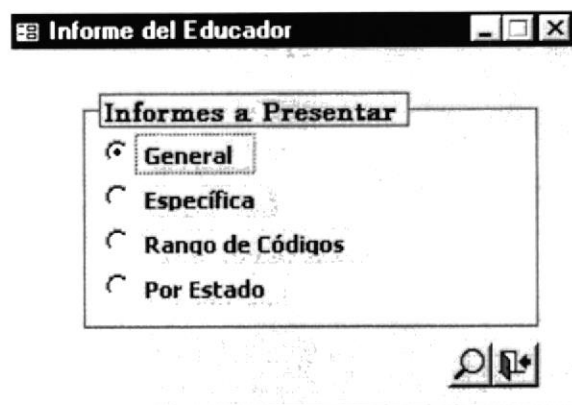 Informe del Educador
Informes a Presentar
General
Específica
Rango de Códigos
Por Estado